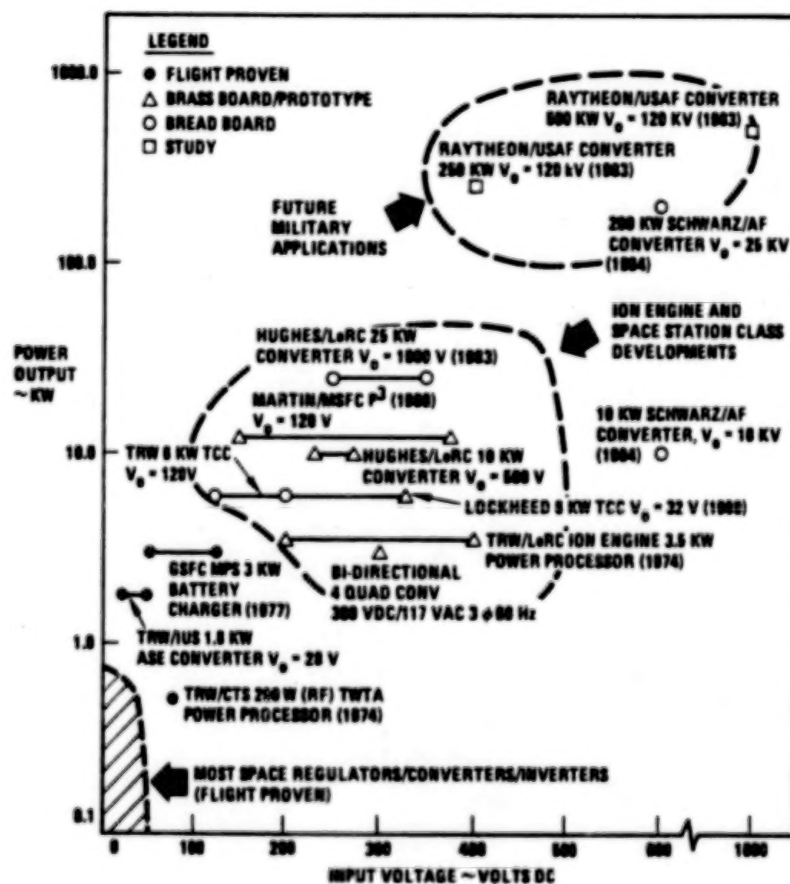 LEGEND
● FLIGHT PROVEN
△ BRASS BOARD/PROTOTYPE
○ BREAD BOARD
□ STUDY
1000.0
100.0
10.0
1.0
0.1
POWER
OUTPUT
~KW
RAYTHEON/USAF CONVERTER
500 KW V₀ = 120 KV (1983)
RAYTHEON/USAF CONVERTER
250 KW V₀ = 120 kV (1983)
FUTURE
MILITARY
APPLICATIONS
200 KW SCHWARZ/AF
CONVERTER V₀ = 25 KV
(1984)
ION ENGINE AND
SPACE STATION CLASS
DEVELOPMENTS
HUGHES/LeRC 25 KW
CONVERTER V₀ = 1000 V (1983)
MARTIN/MSFC P³ (1980)
V₀ = 120 V
10 KW SCHWARZ/AF
CONVERTER, V₀ = 10 KV
(1984)
TRW 6 KW TCC
V₀ = 120V
HUGHES/LeRC 10 KW
CONVERTER V₀ = 500 V
LOCKHEED KW TCC V₀ = 32 V
TRW/LeRC ION ENGINE 3.5 KW
POWER PROCESSOR (1974)
GSFC MPS 3 KW
BATTERY
CHARGER (1977)
BI-DIRECTIONAL
4 QUAD CONV
300 VDC/117 VAC 3 ϕ 60 Hz
TRW/IUS KW
ASE CONVERTER V₀ = 28 V
TRW/CTS 200 W (RF) TWTA
POWER PROCESSOR (1974)
MOST SPACE REGULATORS/CONVERTERS/INVERTERS
(FLIGHT PROVEN)
0 100 200 300 400 500 600 1000
INPUT VOLTAGE ~ VOLTS DC